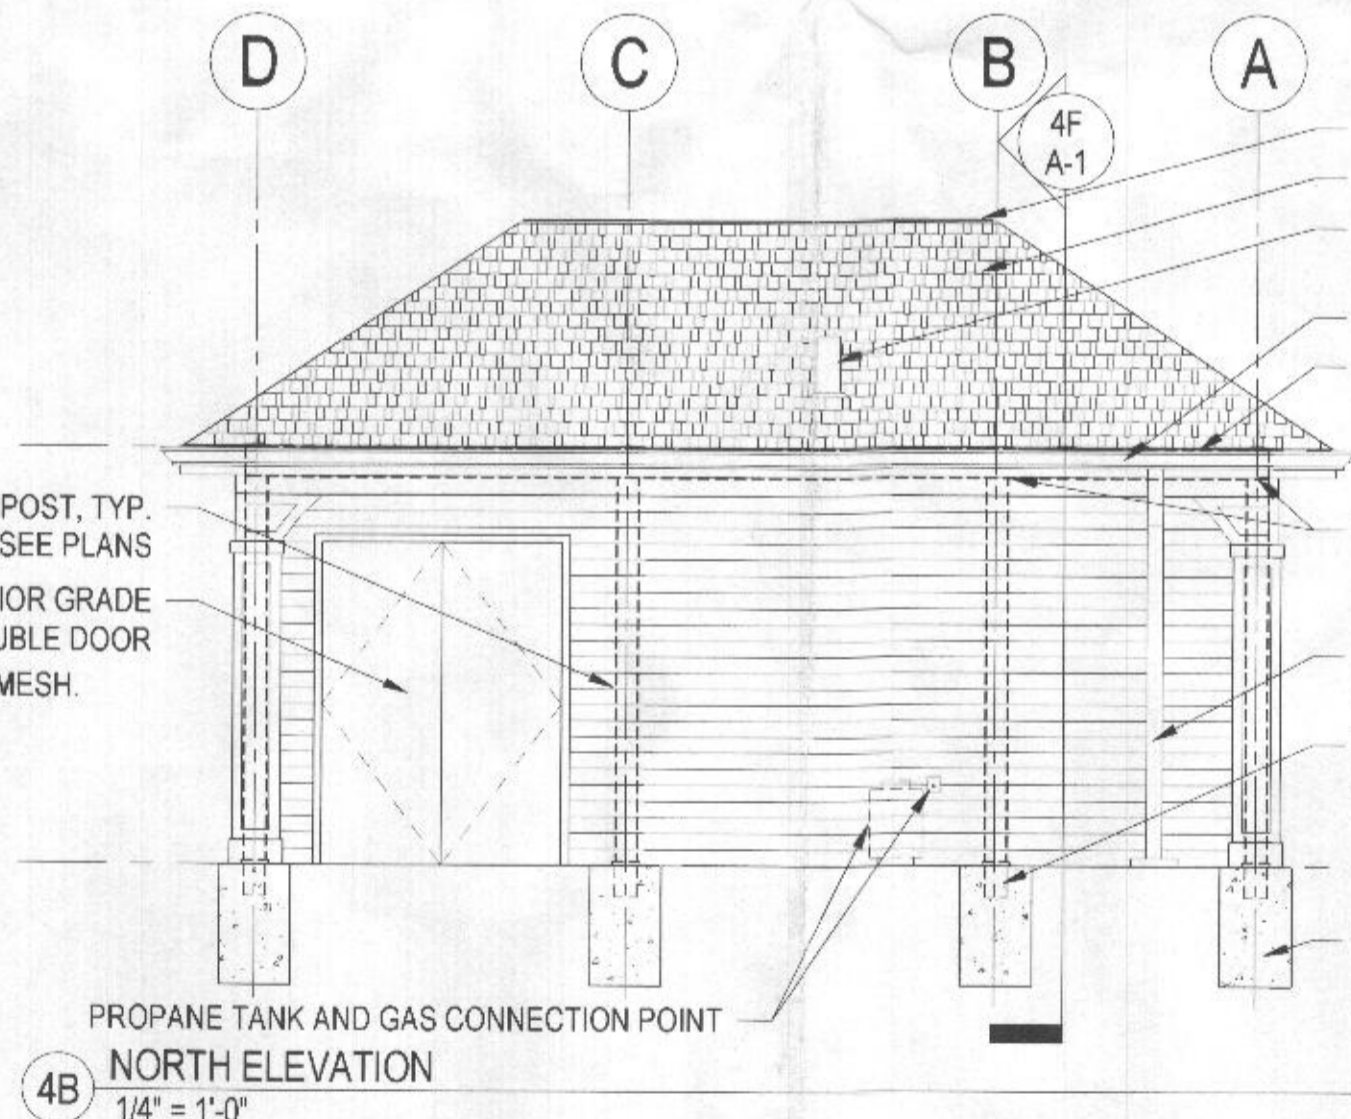 D C B A
4F
A-1
POST, TYP.
SEE PLANS
IOR GRADE
UBLE DOOR
MESH.
PROPANE TANK AND GAS CONNECTION POINT
NORTH ELEVATION
4B
1/4" = 1'-0"